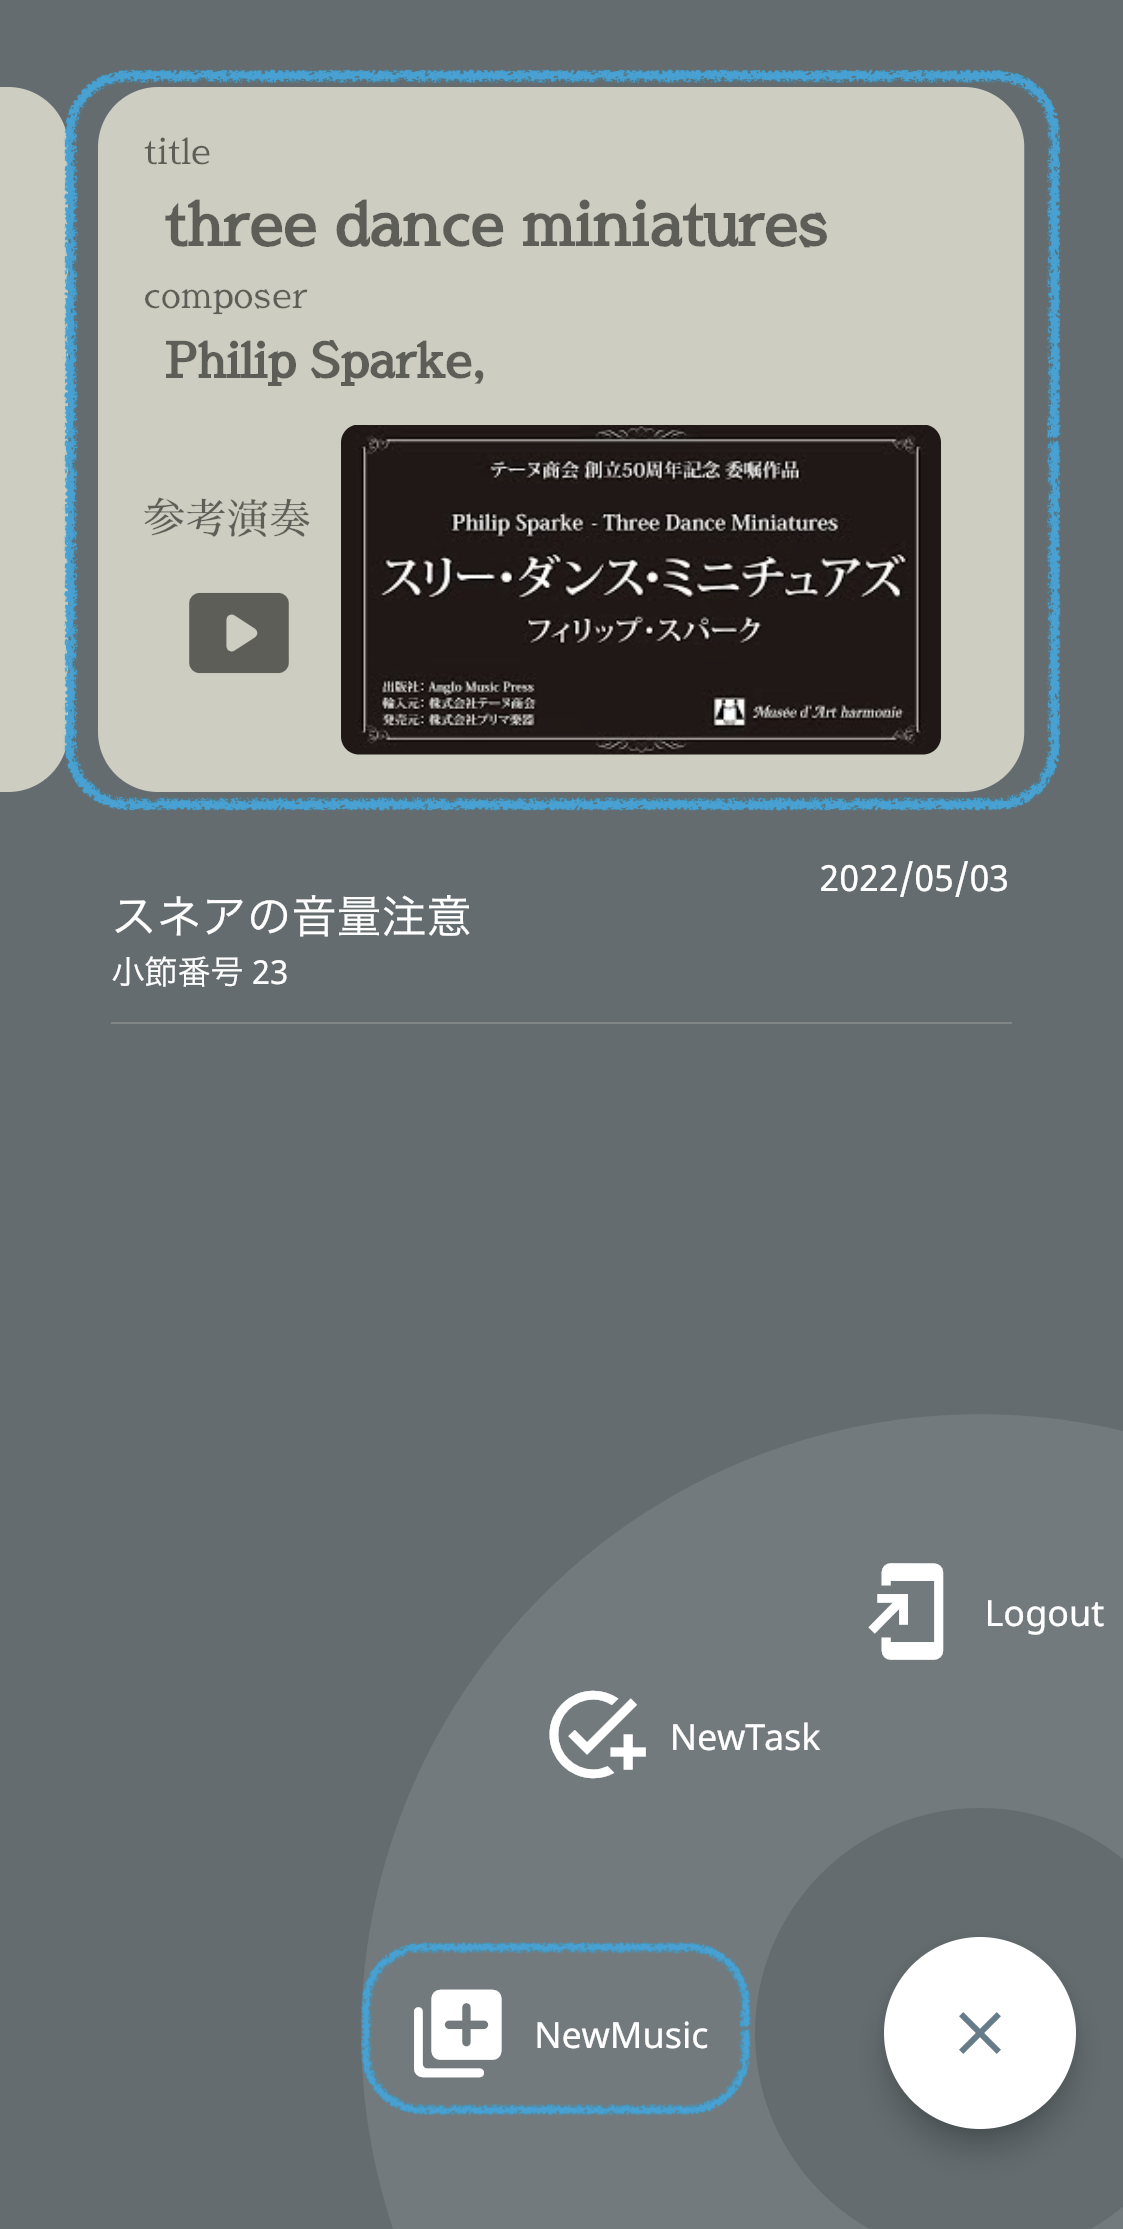 title
three dance miniatures
composer
Philip Sparke,
参考演奏
テーヌ商会 創立50周年記念 委嘱作品
Philip Sparke - Three Dance Miniatures
スリー・ダンス・ミニチュアズ
フィリップ・スパーク
出版社: Anglo Music Press
輸入元: 株式会社テーヌ商会
発売元: 株式会社プリマ楽器
Musée d'Art harmonie
2022/05/03
スネアの音量注意
小節番号 23
Logout
NewTask
NewMusic